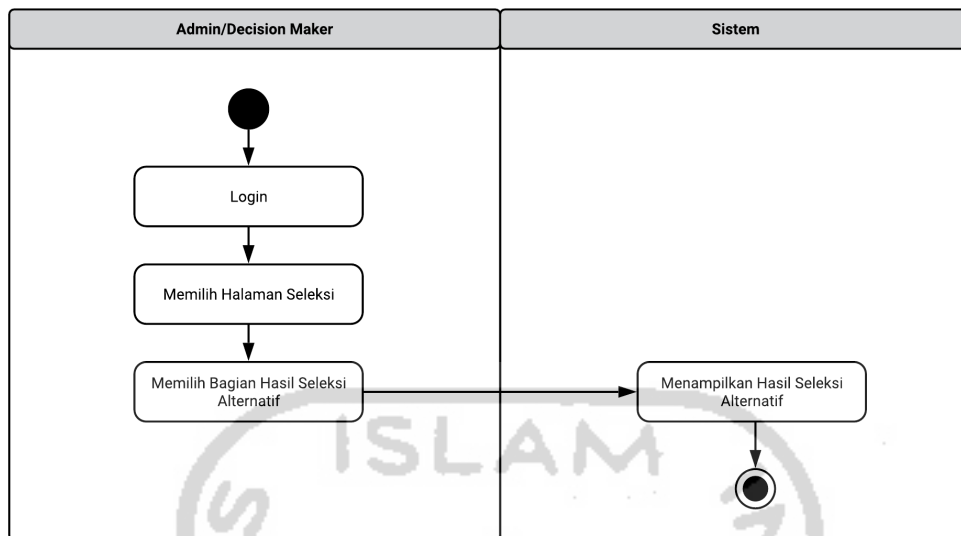 Admin/Decision Maker
Sistem
Login
Memilih Halaman Seleksi
Memilih Bagian Hasil Seleksi
Alternatif
Menampilkan Hasil Seleksi
Alternatif
ISLAM